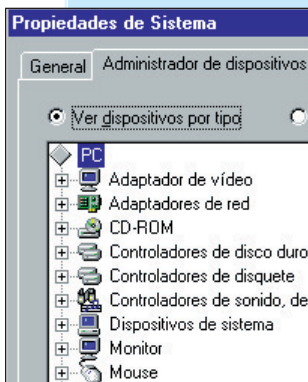 Propiedades de Sistema
General Administrador de dispositivos
Ver dispositivos por tipo
PC
Adaptador de vídeo
Adaptadores de red
CD-ROM
Controladores de disco duro
Controladores de disquete
Controladores de sonido, de
Dispositivos de sistema
Monitor
Mouse